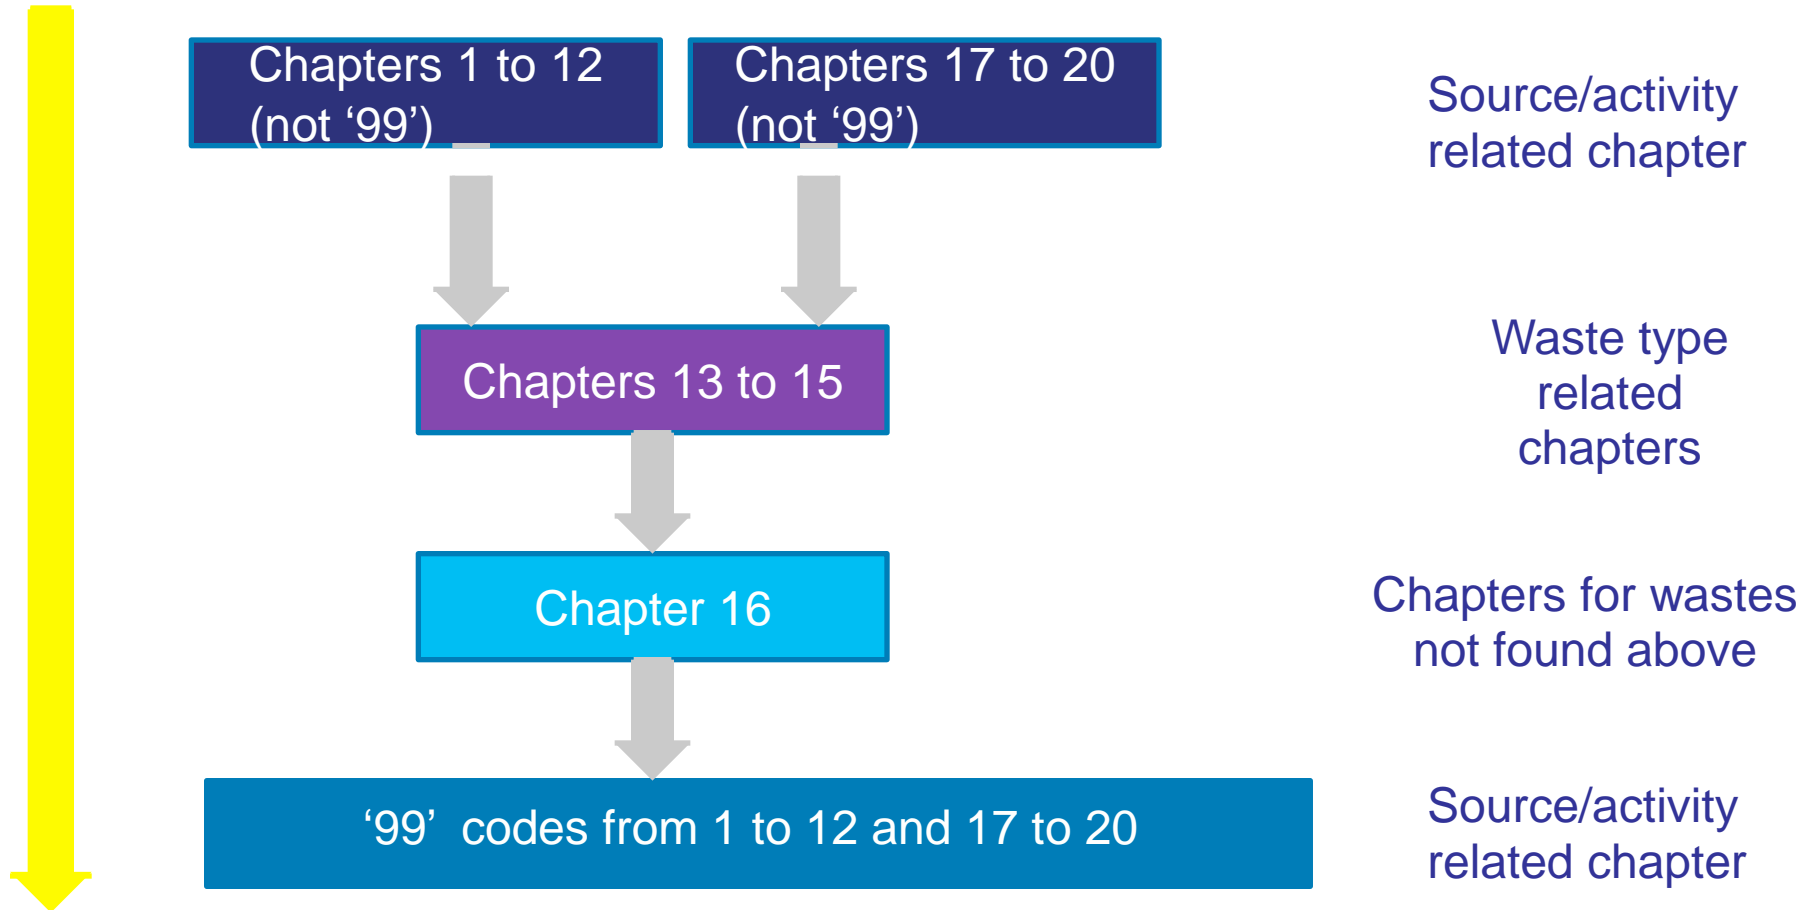 Chapters 1 to 12
(not ‘99’)
Chapters 17 to 20
(not ‘99’)
Source/activity
related chapter
Chapters 13 to 15
Waste type
related
chapters
Chapter 16
Chapters for wastes
not found above
‘99’ codes from 1 to 12 and 17 to 20
Source/activity
related chapter